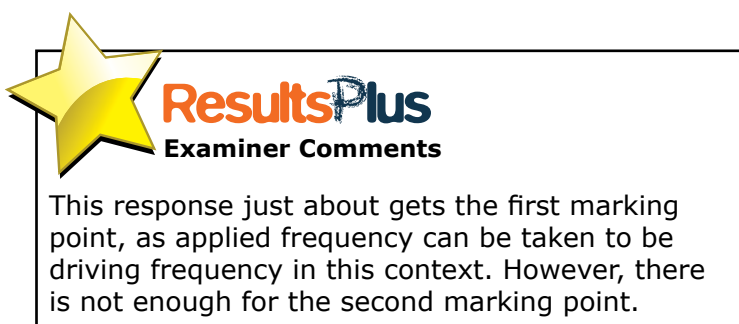 ResultsPlus
Examiner Comments
This response just about gets the first marking
point, as applied frequency can be taken to be
driving frequency in this context. However, there
is not enough for the second marking point.